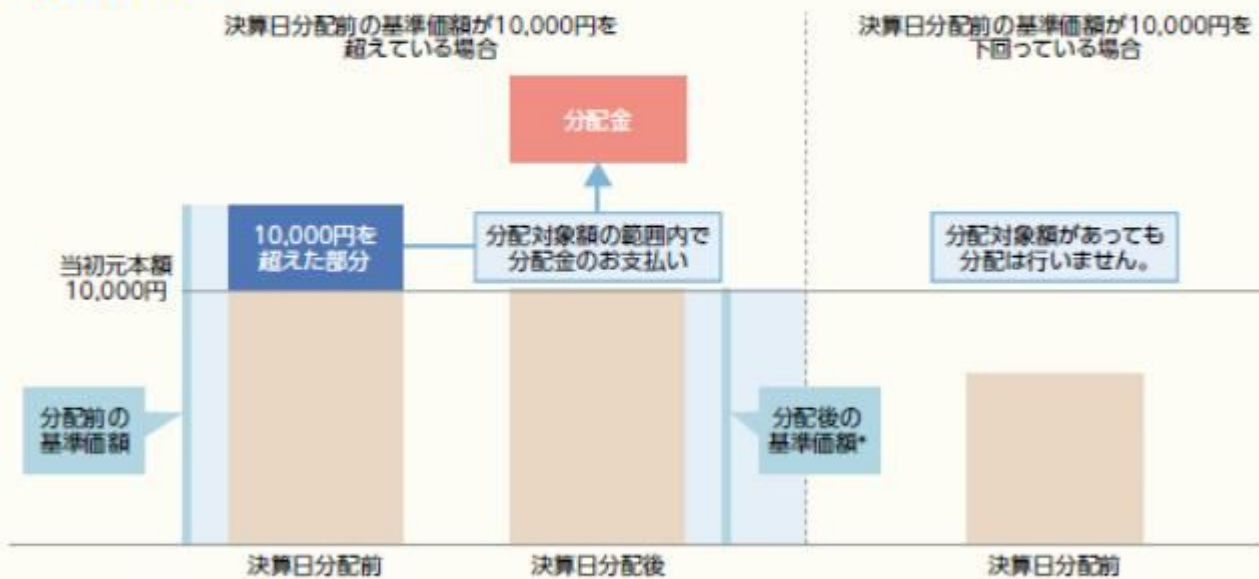 決算日分配前の基準価額が10,000円を
超えている場合
決算日分配前の基準価額が10,000円を
下回っている場合
分配金
10,000円を
超えた部分
分配対象額の範囲内で
分配金のお支払い
分配対象額があっても
分配は行いません。
当初元本額
10,000円
分配前の
基準価額
分配後の
基準価額*
決算日分配前
決算日分配後
決算日分配前